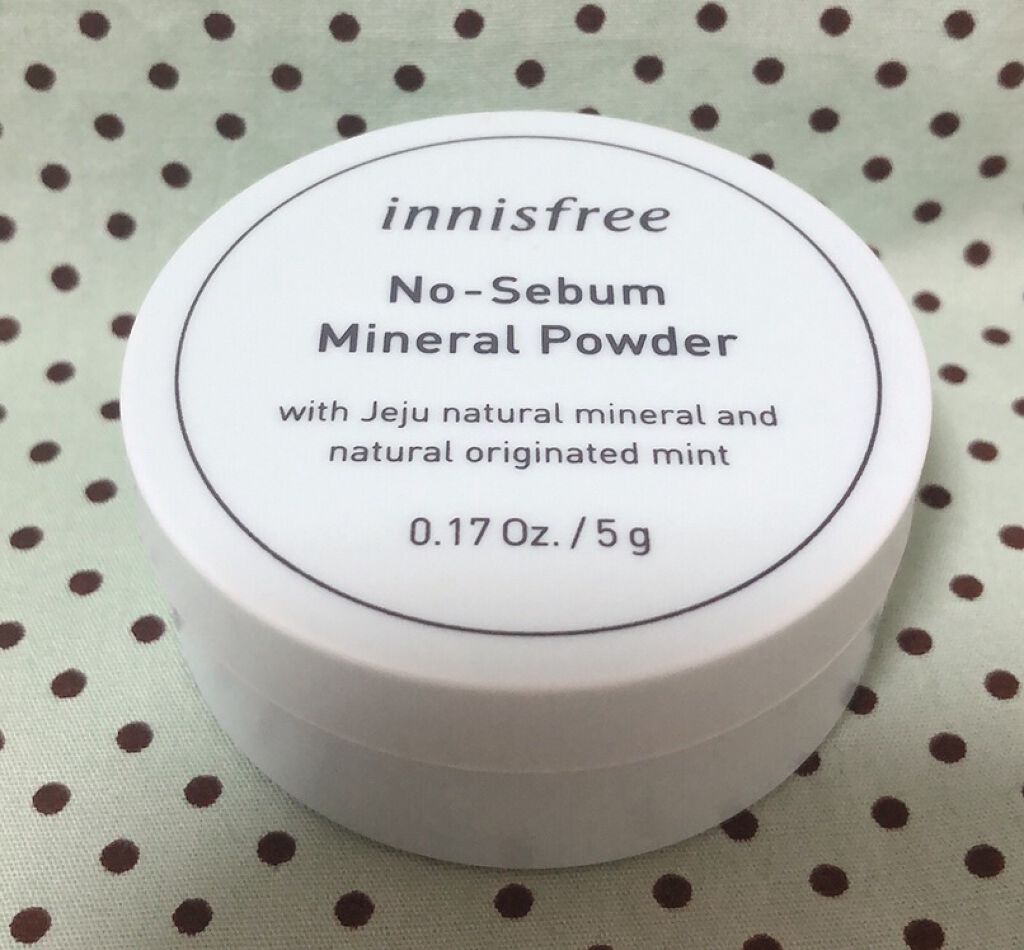 innisfree
No-Sebum
Mineral Powder
with Jeju natural mineral and
natural originated mint
0.17 Oz. / 5 g